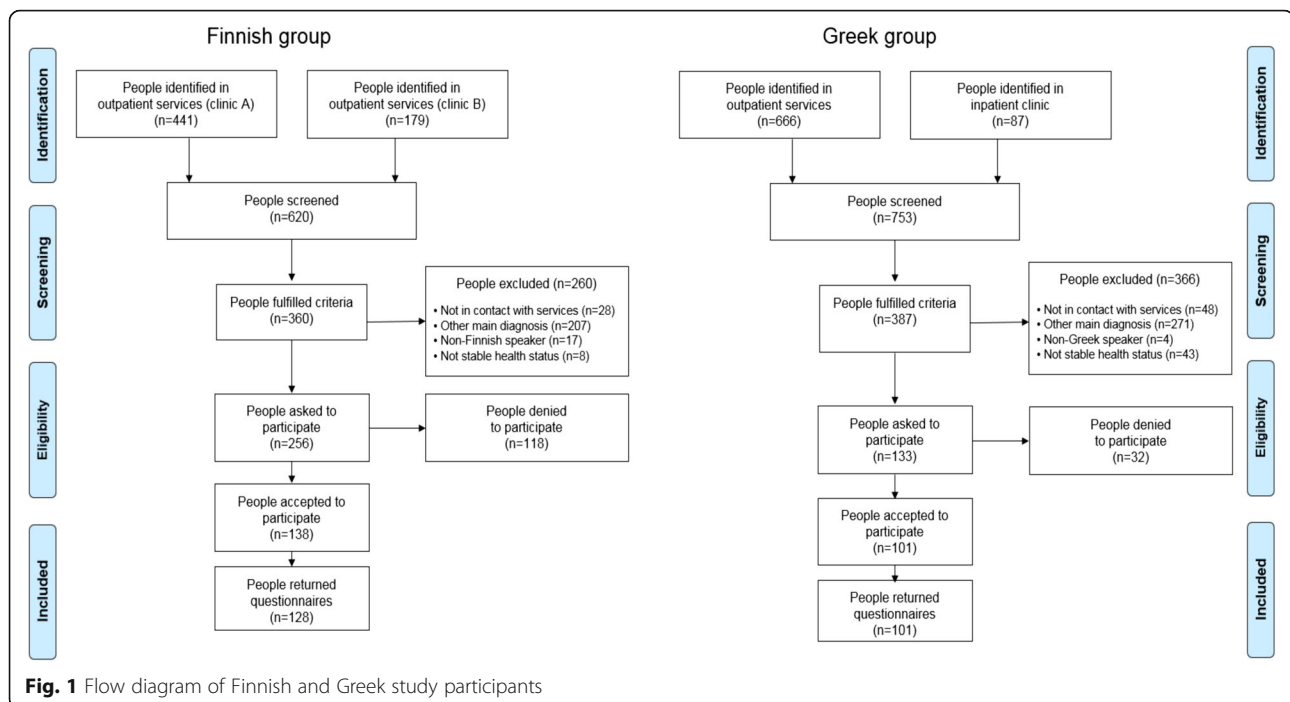 Finnish group
Identification
Screening
Eligibility
Included
People identified in
outpatient services (clinic A)
(n=441)
People identified in
outpatient services (clinic B)
(n=179)
People screened
(n=620)
People fulfilled criteria
(n=360)
People excluded (n=260)
• Not in contact with services (n=28)
• Other main diagnosis (n=207)
• Non-Finnish speaker (n=17)
• Not stable health status (n=8)
People asked to
participate
(n=256)
People denied
to participate
(n=118)
People accepted to
participate
(n=138)
People returned
questionnaires
(n=128)
Greek group
Identification
Screening
Eligibility
Included
People identified in
outpatient services
(n=666)
People identified in
inpatient clinic
(n=87)
People screened
(n=753)
People fulfilled criteria
(n=387)
People excluded (n=366)
• Not in contact with services (n=48)
• Other main diagnosis (n=271)
• Non-Greek speaker (n=4)
• Not stable health status (n=43)
People asked to
participate
(n=133)
People denied
to participate
(n=32)
People accepted to
participate
(n=101)
People returned
questionnaires
(n=101)
Fig. 1 Flow diagram of Finnish and Greek study participants